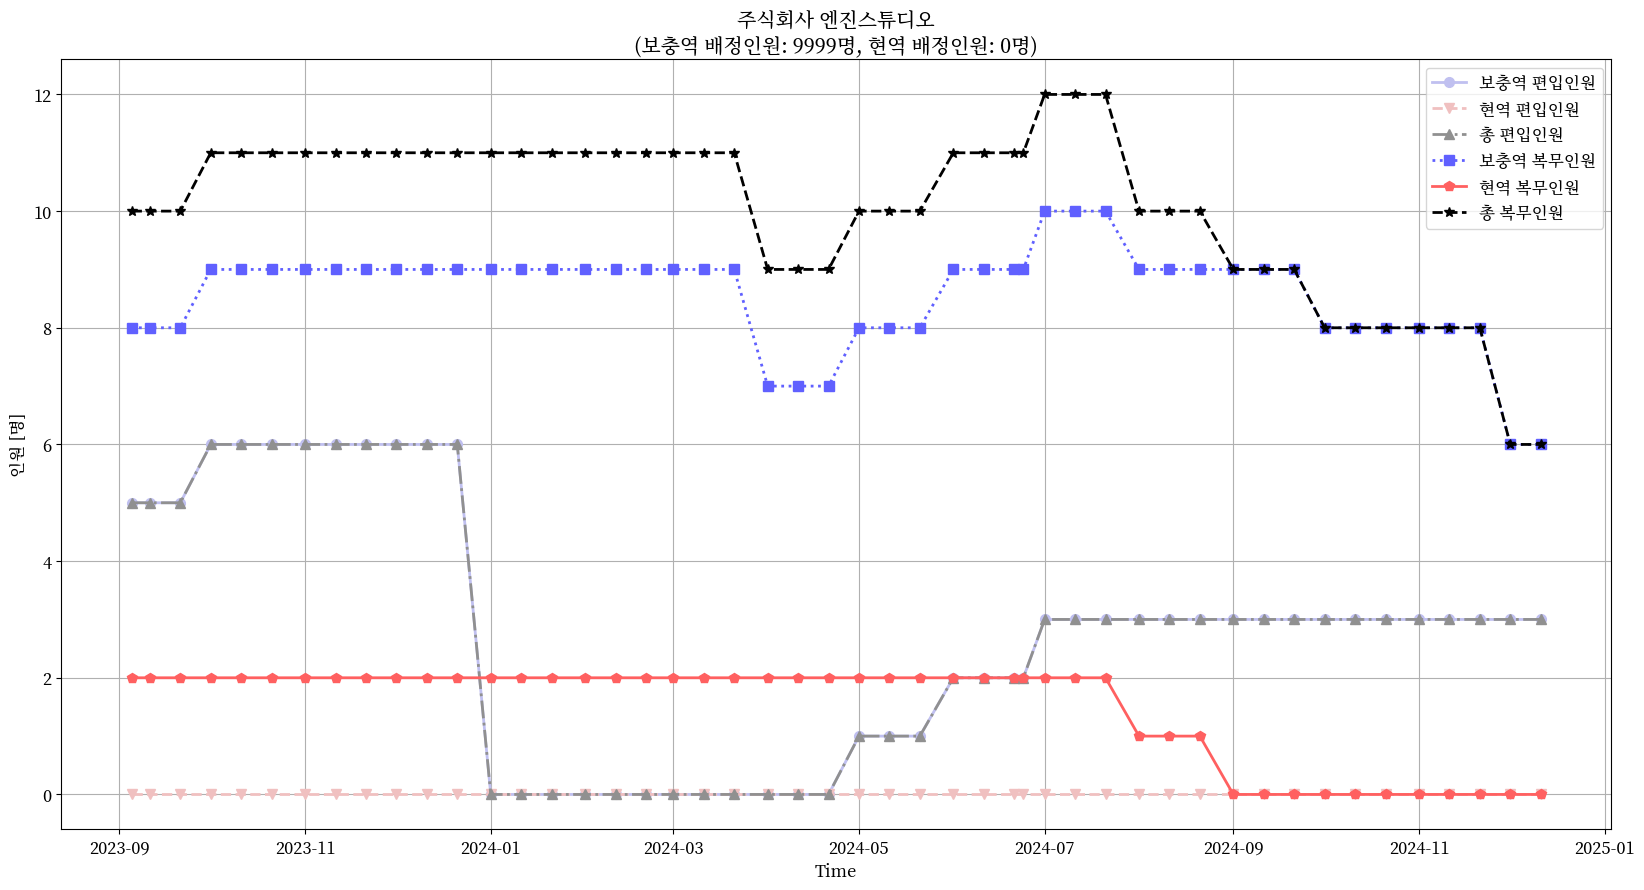 주식회사 엔진스튜디오
(보충역 배정인원: 9999명, 현역 배정인원: 0명)
보충역 편입인원
현역 편입인원
총 편입인원
보충역 복무인원
현역 복무인원
총 복무인원
인원 [명]
12
10
8
6
4
2
0
2023-09
2023-11
2024-01
2024-03
2024-05
2024-07
2024-09
2024-11
2025-01
Time